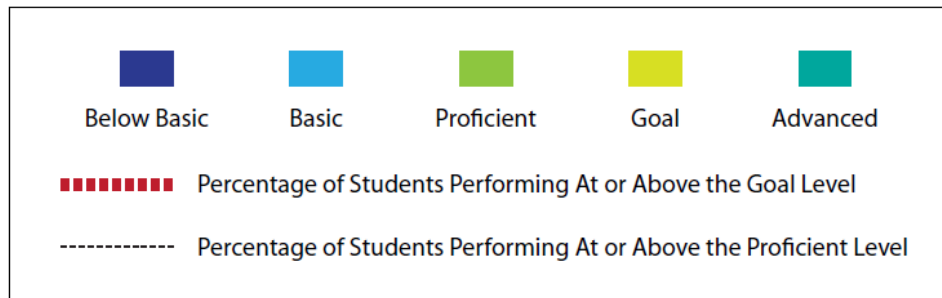 Below Basic Basic Proficient Goal Advanced
Percentage of Students Performing At or Above the Goal Level
Percentage of Students Performing At or Above the Proficient Level